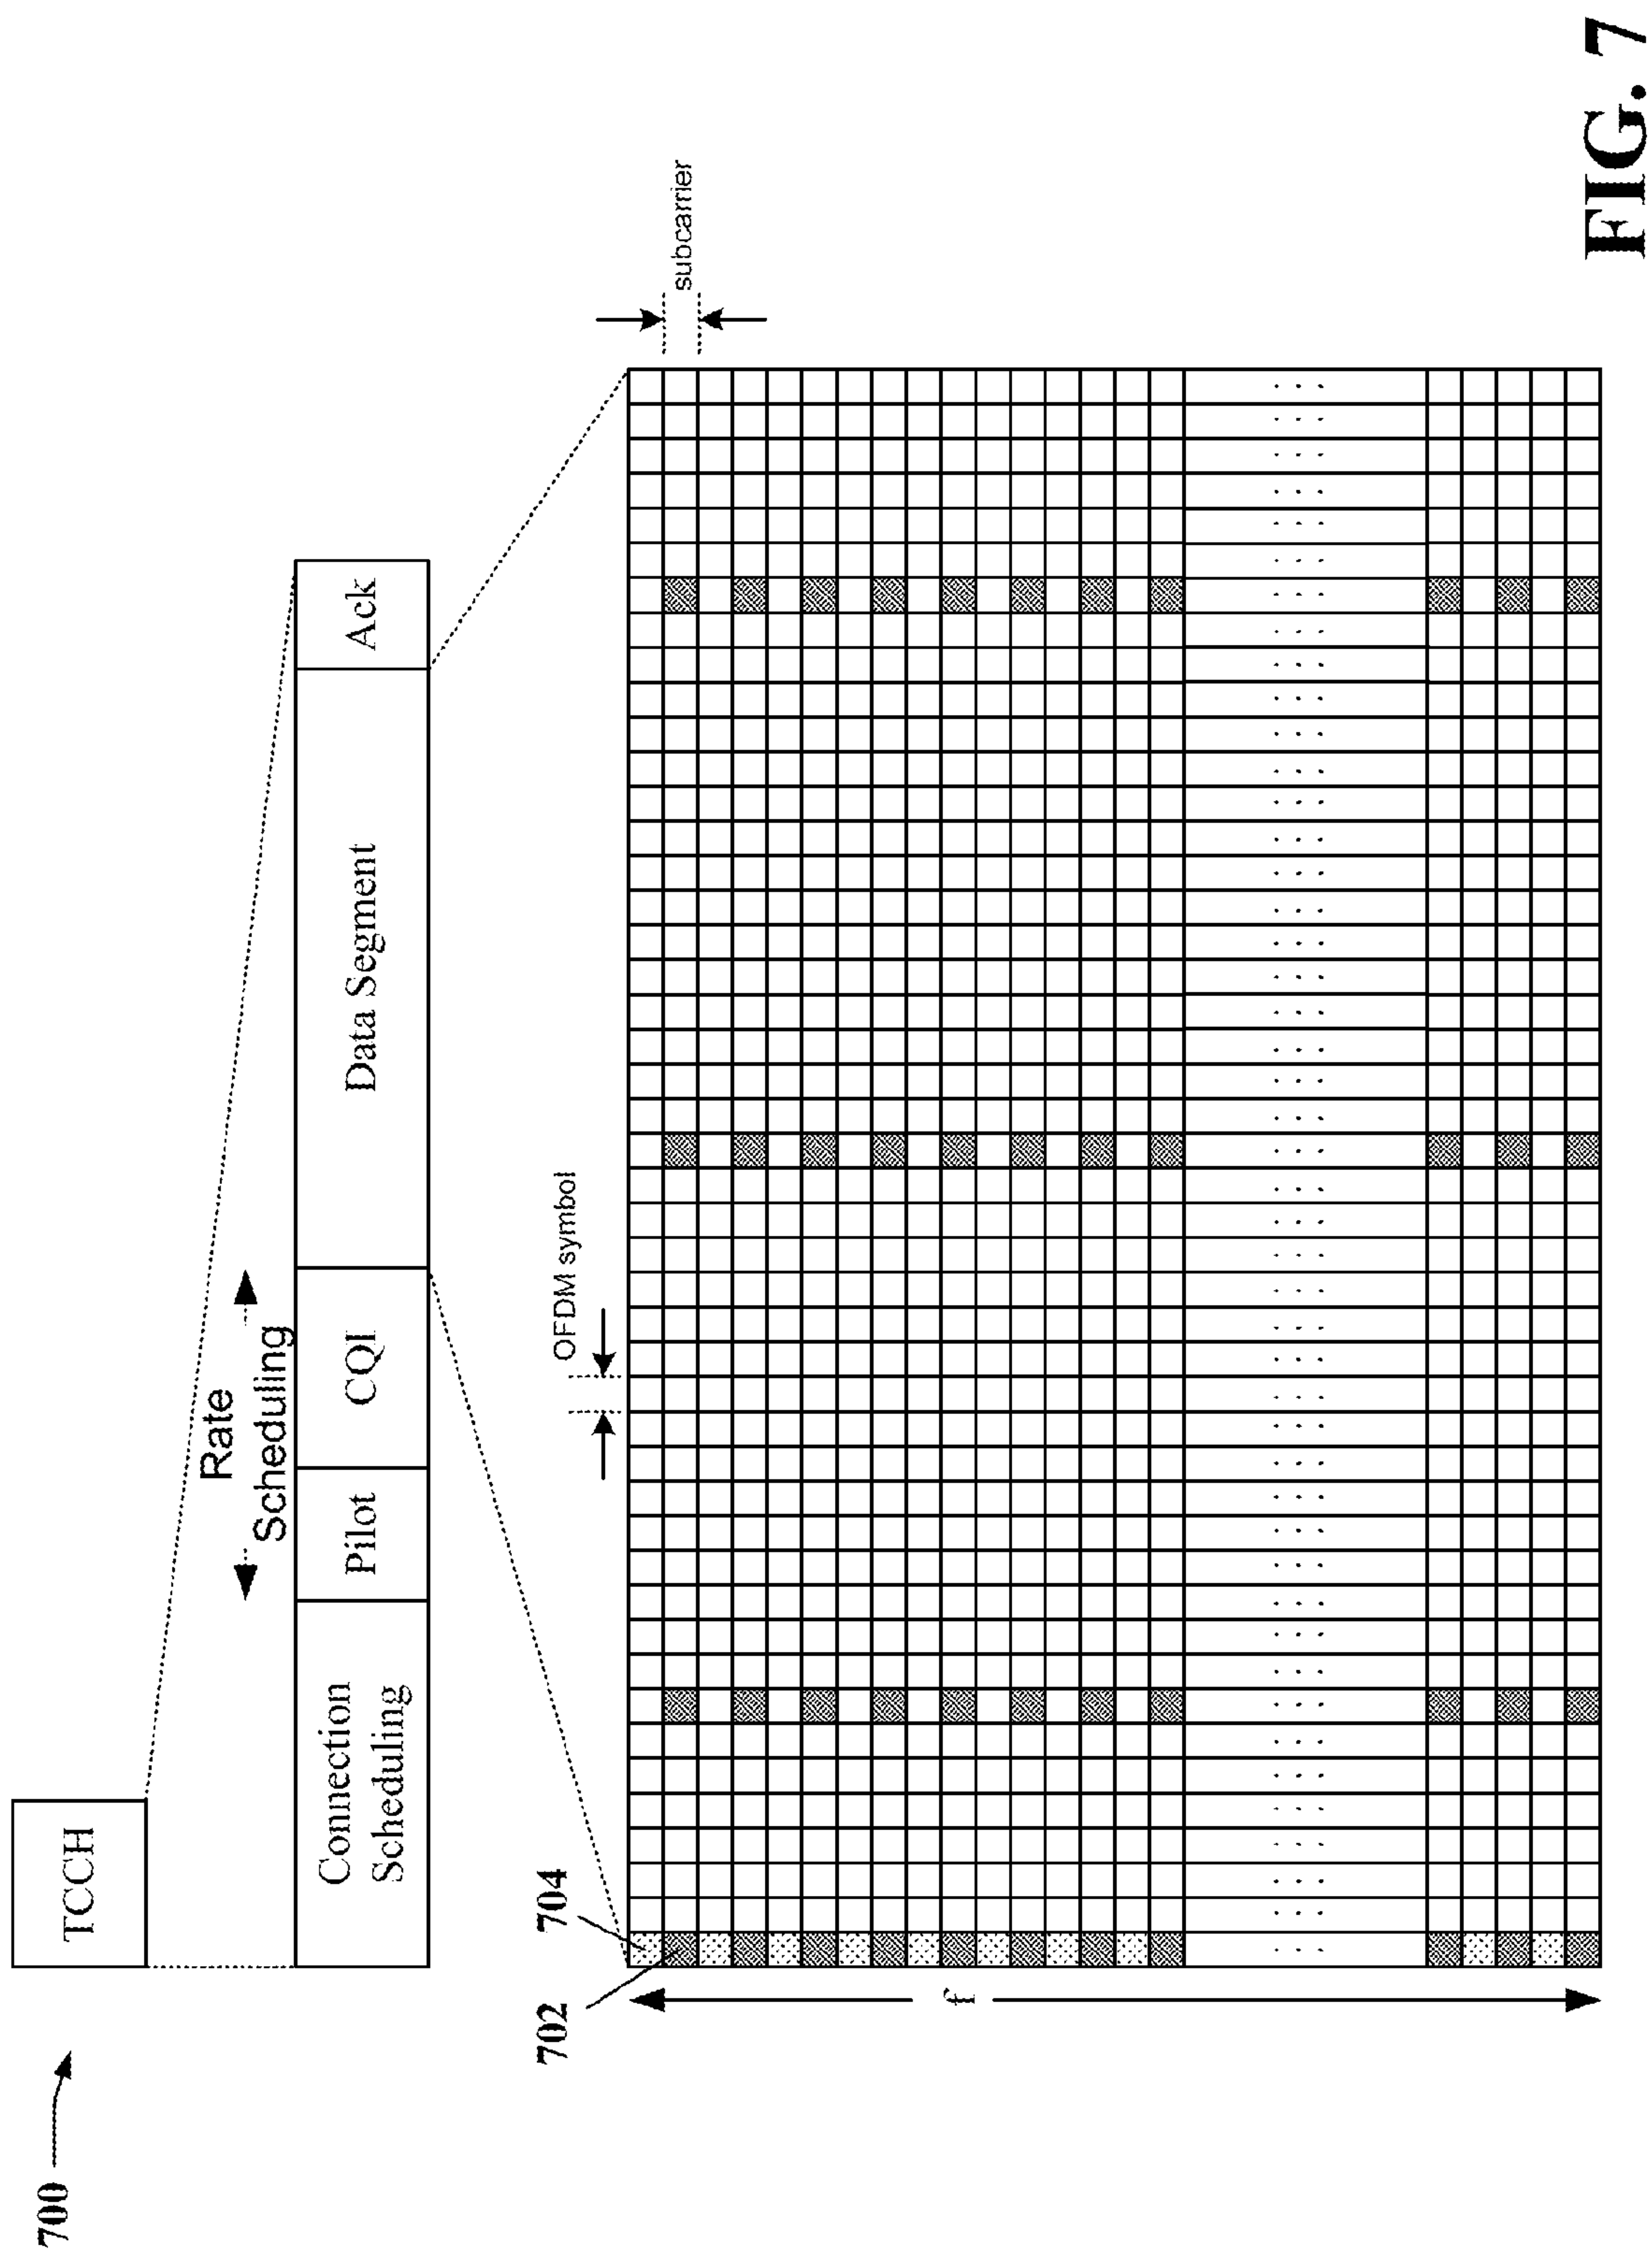 700
TCCH
Rate
Scheduling
Connection
Scheduling
Pilot
CQI
Data Segment
Ack
OFDM symbol
subcarrier
704
702
f
FIG. 7